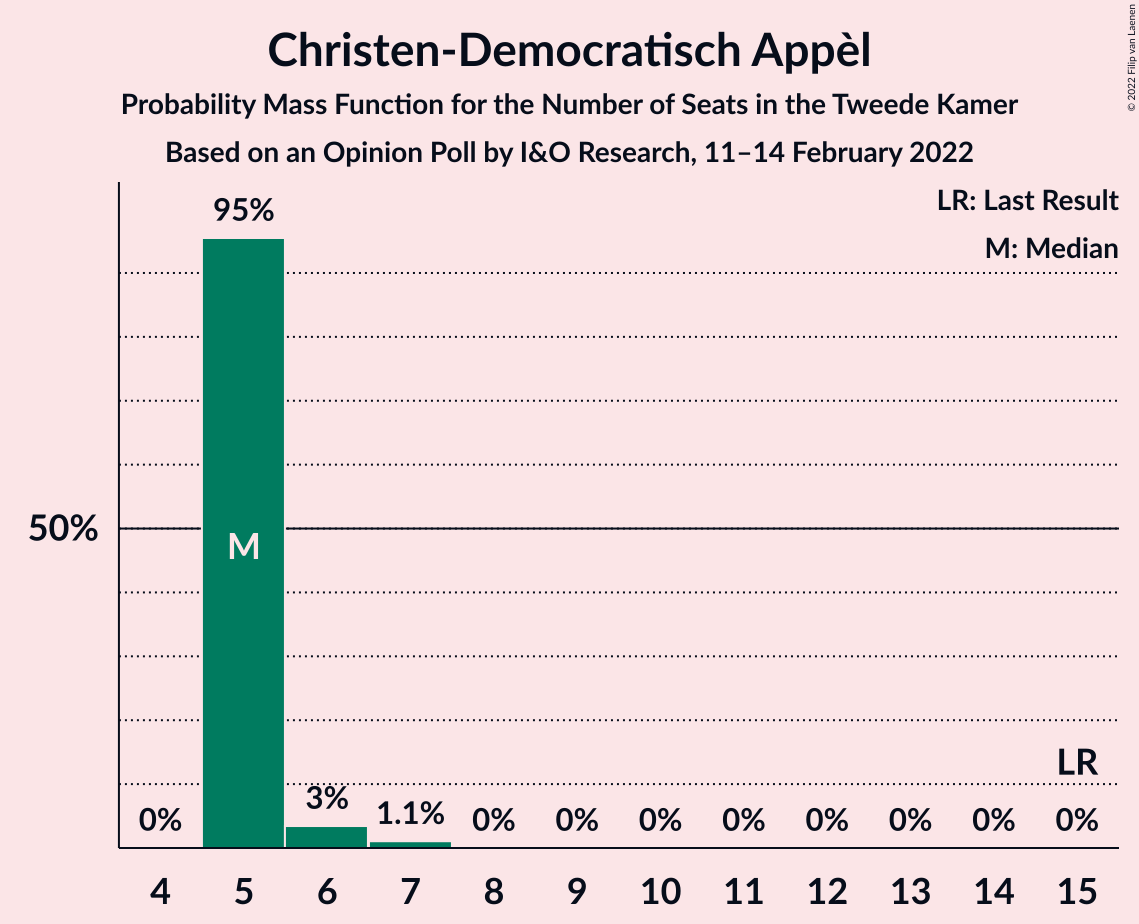 Christen-Democratisch Appèl
Probability Mass Function for the Number of Seats in the Tweede Kamer
Based on an Opinion Poll by I&O Research, 11–14 February 2022
© 2022 Filip van Laenen
LR: Last Result
M: Median
95%
50%
M
LR
0% 3% 1.1% 0% 0% 0% 0% 0% 0% 0% 0%
4 5 6 7 8 9 10 11 12 13 14 15